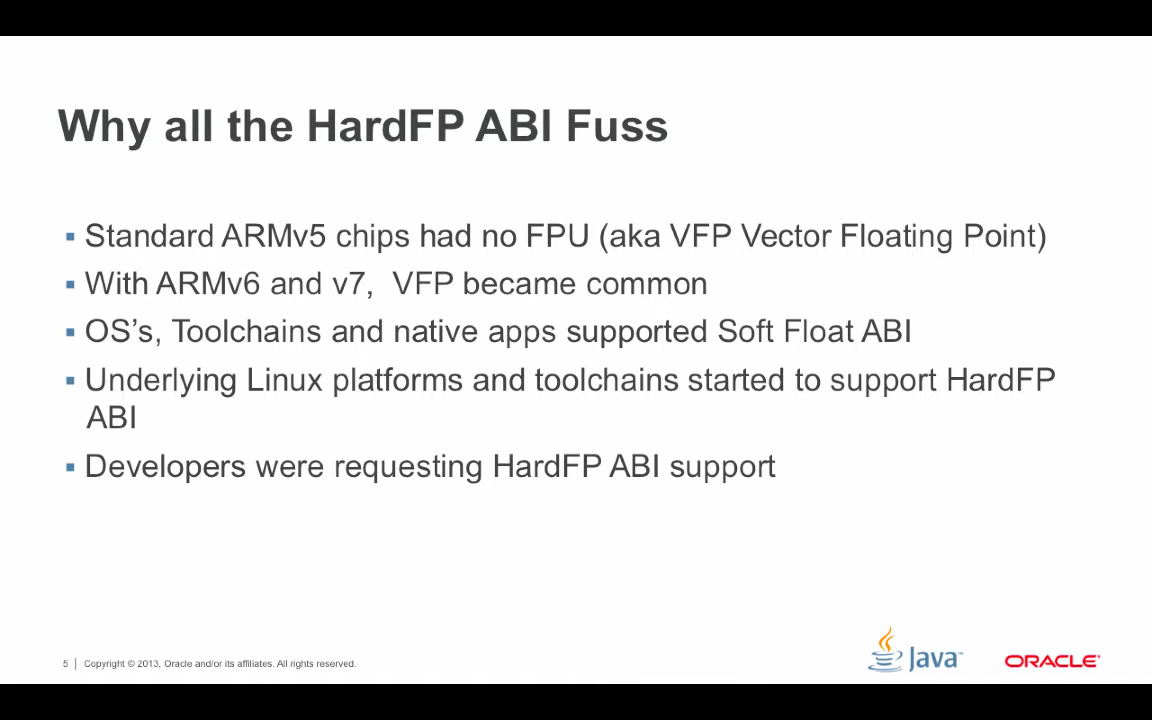 Why all the HardFP ABI Fuss
▪ Standard ARMv5 chips had no FPU (aka VFP Vector Floating Point)
▪ With ARMv6 and v7,  VFP became common
▪ OS’s, Toolchains and native apps supported Soft Float ABI
▪ Underlying Linux platforms and toolchains started to support HardFP
ABI
▪ Developers were requesting HardFP ABI support
5 | Copyright © 2013, Oracle and/or its affiliates. All rights reserved.
Java™ ORACLE®